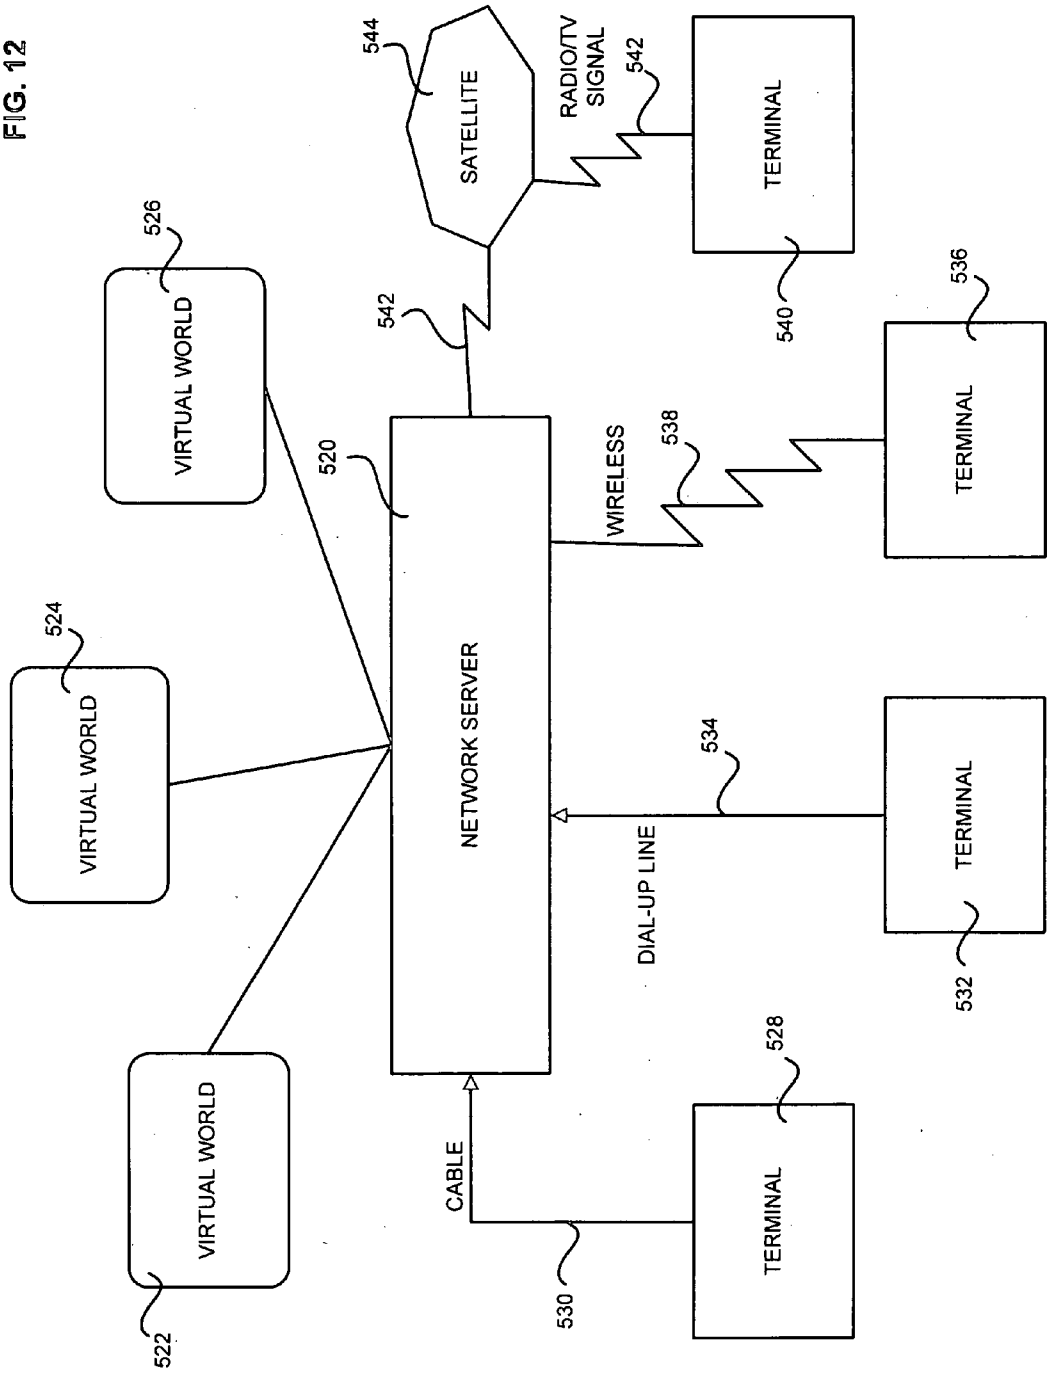 FIG. 12
524
VIRTUAL WORLD
526
VIRTUAL WORLD
522
VIRTUAL WORLD
520
NETWORK SERVER
544
SATELLITE
542
RADIO/TV
SIGNAL
542
CABLE
530
DIAL-UP LINE
534
WIRELESS
538
TERMINAL
528
TERMINAL
532
TERMINAL
536
TERMINAL
540